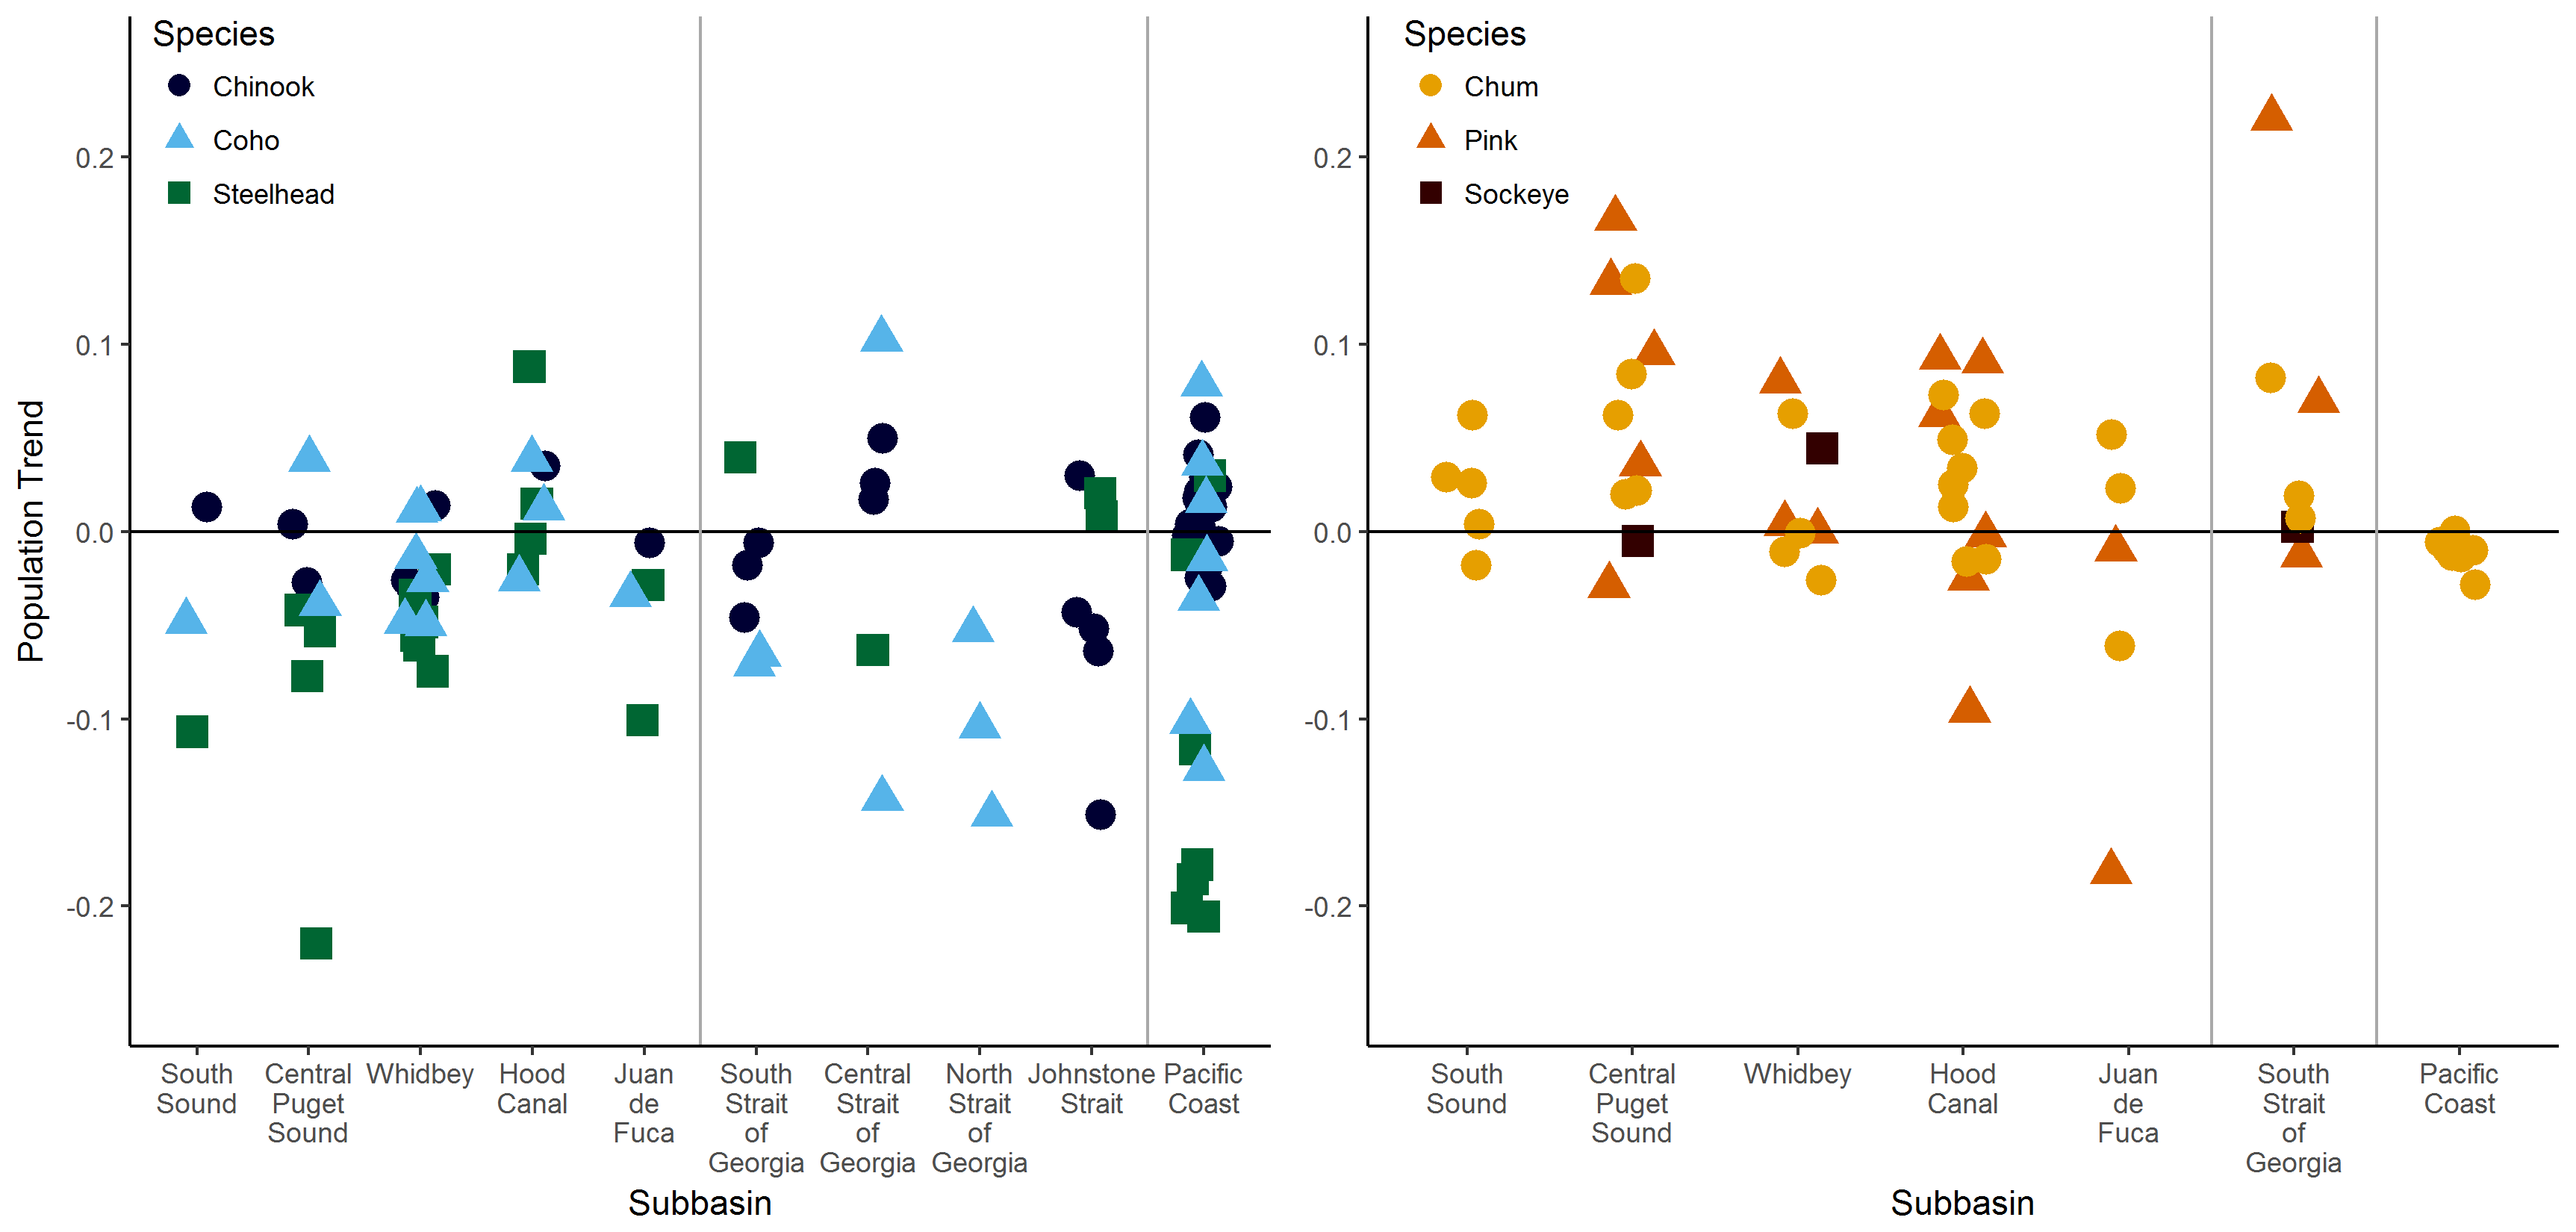 Species
Chinook
Coho
Steelhead
0.2
0.1
0.0
-0.1
-0.2
Population Trend
South
Sound
Central
Puget
Sound
Whidbey
Hood
Canal
Juan
de
Fuca
South
Strait
of
Georgia
Central
Strait
of
Georgia
North
Strait
of
Georgia
Johnstone
Strait
Pacific
Coast
Subbasin
Species
Chum
Pink
Sockeye
0.2
0.1
0.0
-0.1
-0.2
South
Sound
Central
Puget
Sound
Whidbey
Hood
Canal
Juan
de
Fuca
South
Strait
of
Georgia
Pacific
Coast
Subbasin